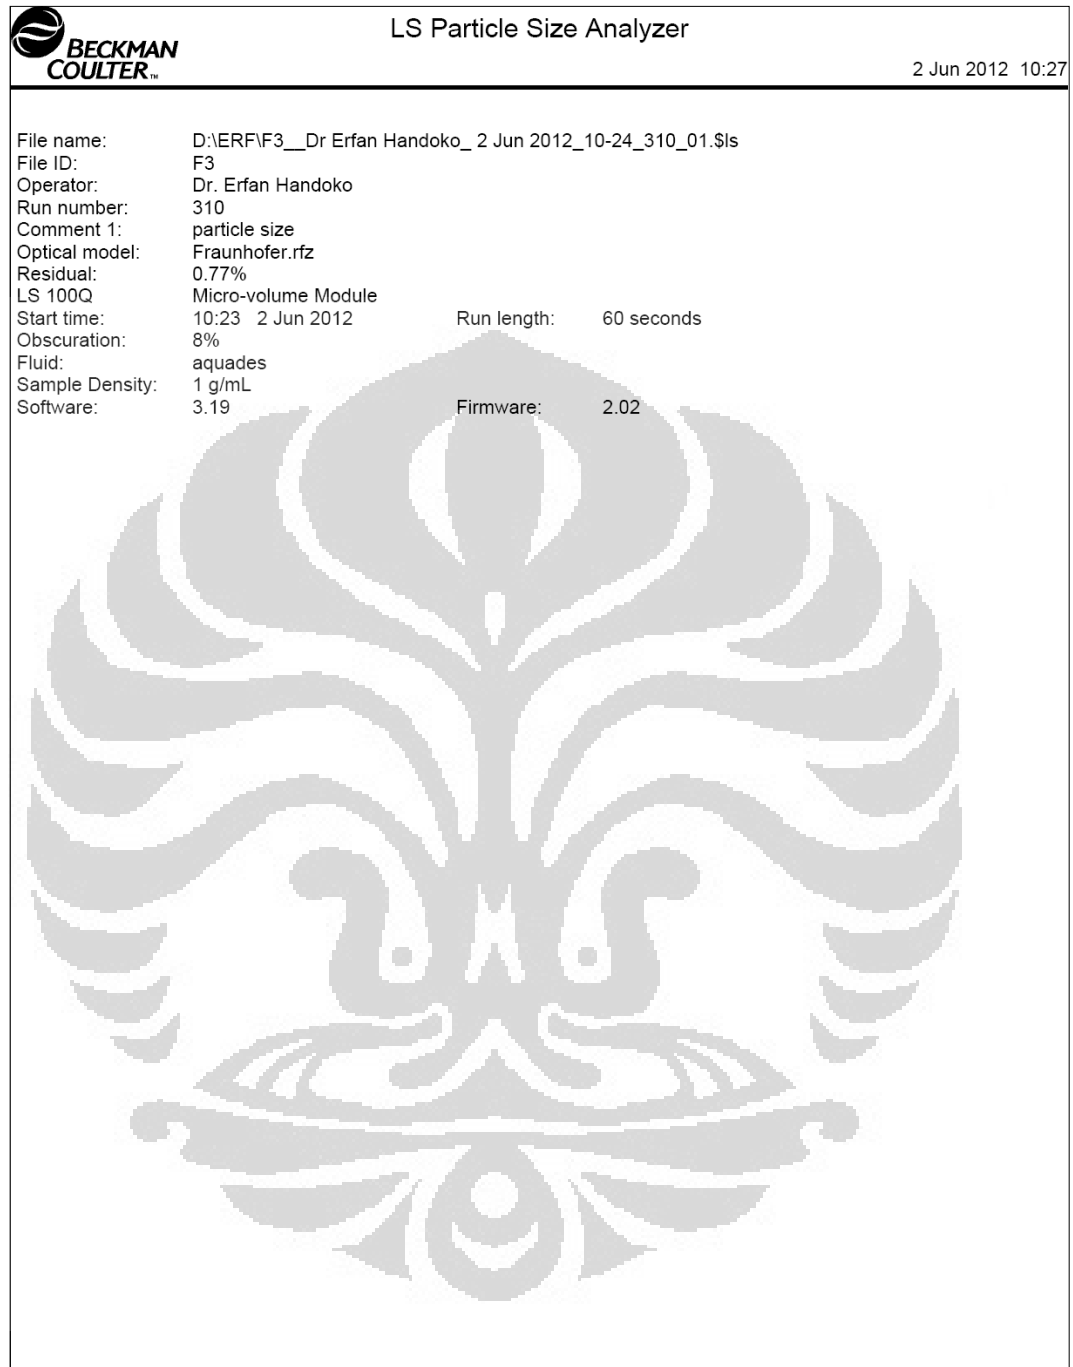 BECKMAN
COULTER™
LS Particle Size Analyzer
2 Jun 2012 10:27
File name: D:\ERF\F3__Dr Erfan Handoko_ 2 Jun 2012_10-24_310_01.$ls
File ID: F3
Operator: Dr. Erfan Handoko
Run number: 310
Comment 1: particle size
Optical model: Fraunhofer.rfz
Residual: 0.77%
LS 100Q Micro-volume Module
Start time: 10:23 2 Jun 2012 Run length: 60 seconds
Obscuration: 8%
Fluid: aquades
Sample Density: 1 g/mL
Software: 3.19 Firmware: 2.02